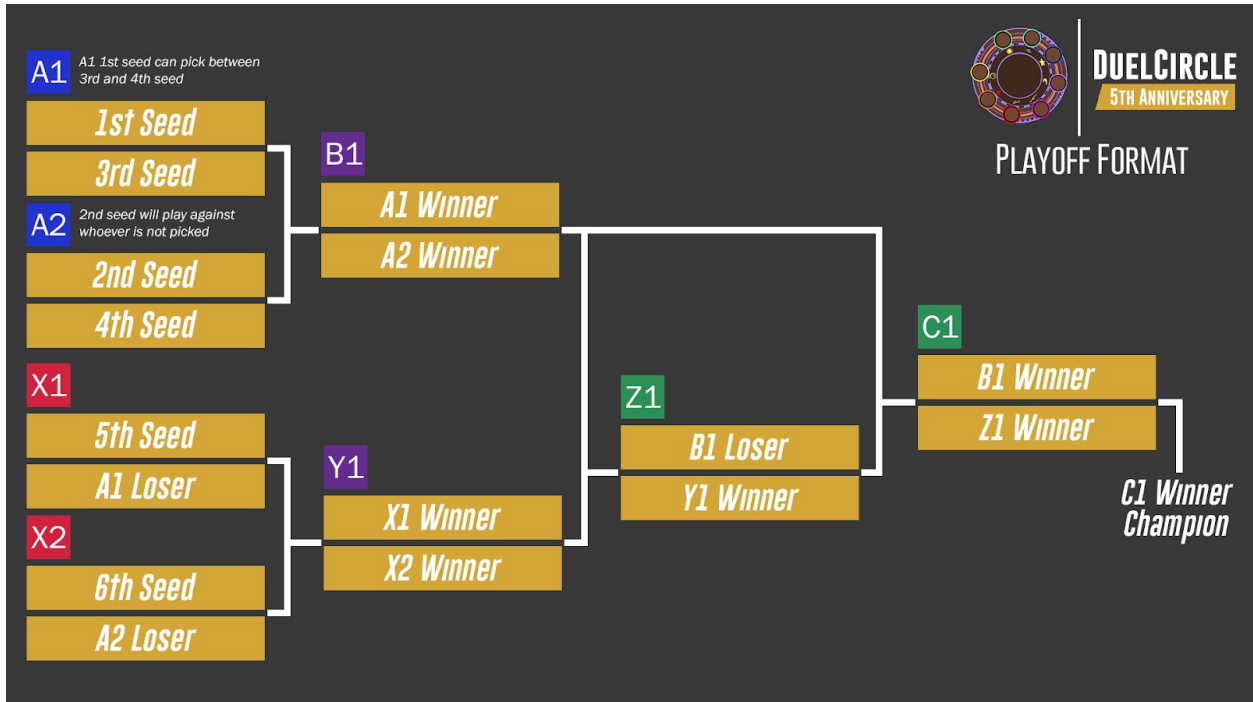 A1
A1 1st seed can pick between
3rd and 4th seed
1st Seed
3rd Seed
A2
2nd seed will play against
whoever is not picked
2nd Seed
4th Seed
X1
5th Seed
A1 Loser
X2
6th Seed
A2 Loser
B1
A1 Winner
A2 Winner
Y1
X1 Winner
X2 Winner
Z1
B1 Loser
Y1 Winner
C1
B1 Winner
Z1 Winner
C1 Winner
Champion
DUELCIRCLE
5TH ANNIVERSARY
PLAYOFF FORMAT